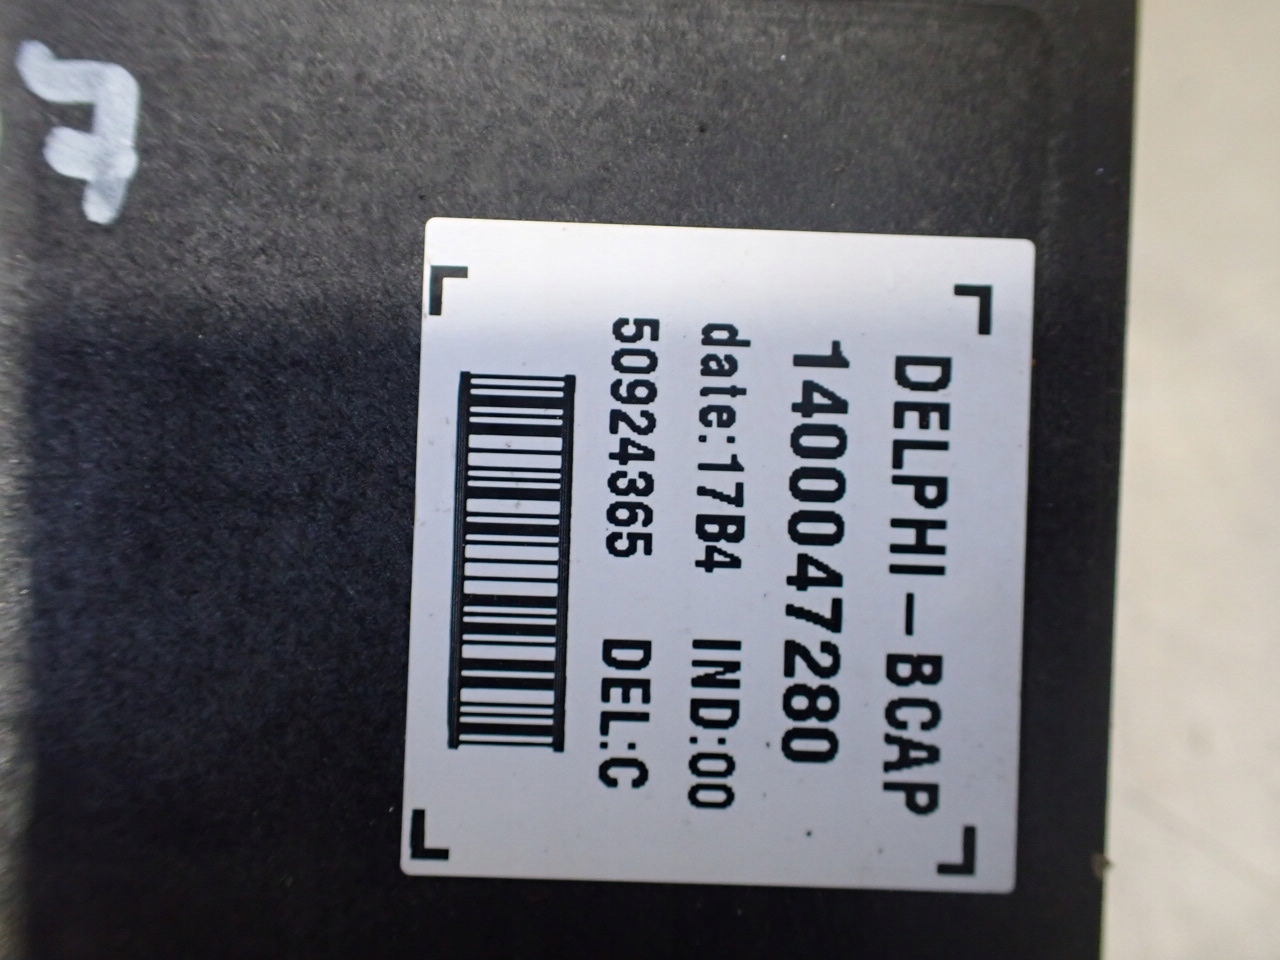 DELPHI-BCAP
1400047280
date:17B4 IND:00
50924365 DEL:C